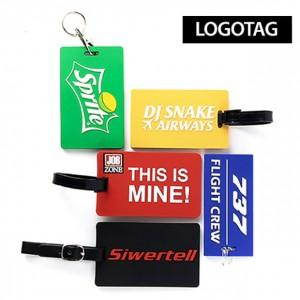 LOGOTAG
Sprite
DJ SNAKE
AIRWAYS
JOB
ZONE
THIS IS
MINE!
737
FLIGHT CREW
Siwertell